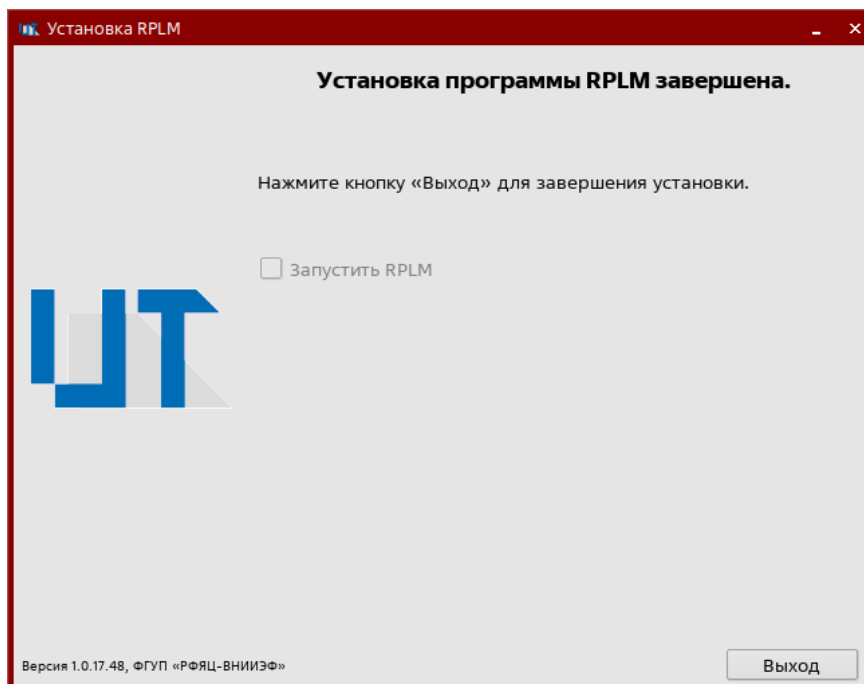 Установка RPLM
Установка программы RPLM завершена.
Нажмите кнопку «Выход» для завершения установки.
Запустить RPLM
Версия 1.0.17.48, ФГУП «РФЯЦ-ВНИИЭФ»
Выход